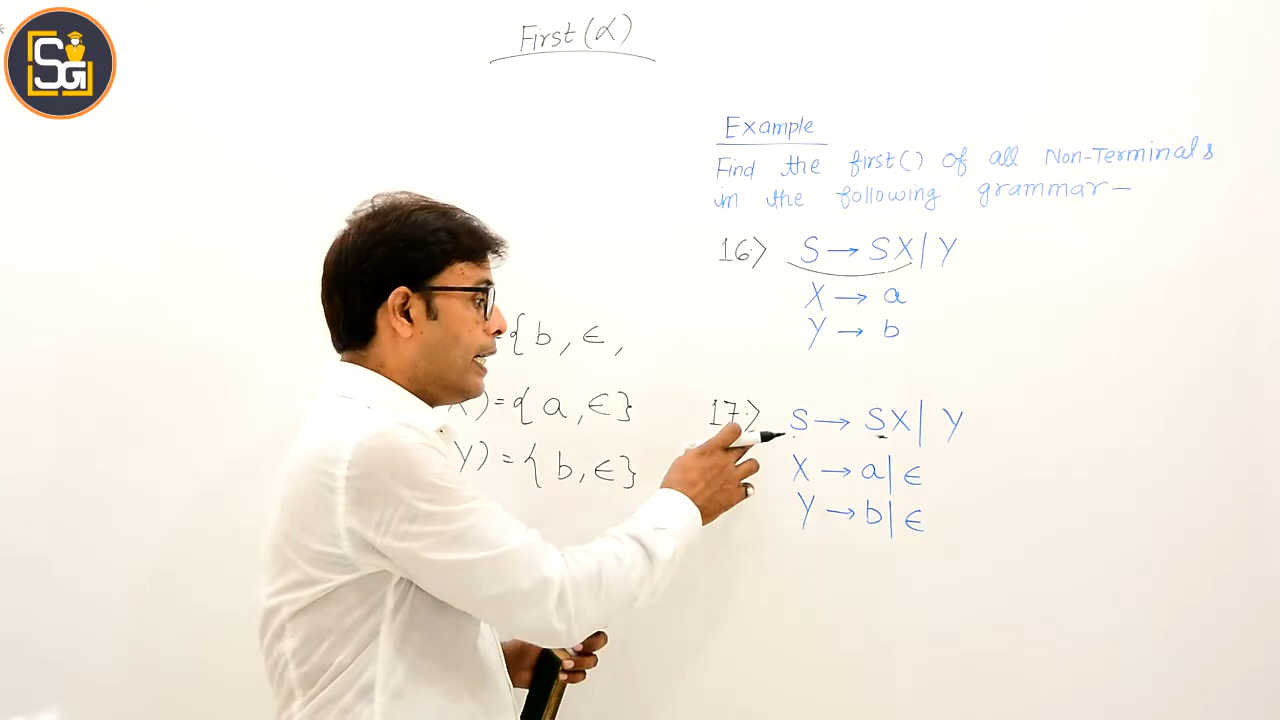 SG
First(α)
Example
Find the first() of all Non-Terminals
in the following grammar-
16.> S → SX | Y
X → a
Y → b
={b, ϵ,
X)={a, ϵ}
Y)={b, ϵ}
17.> S → SX | Y
X → a | ϵ
Y → b | ϵ